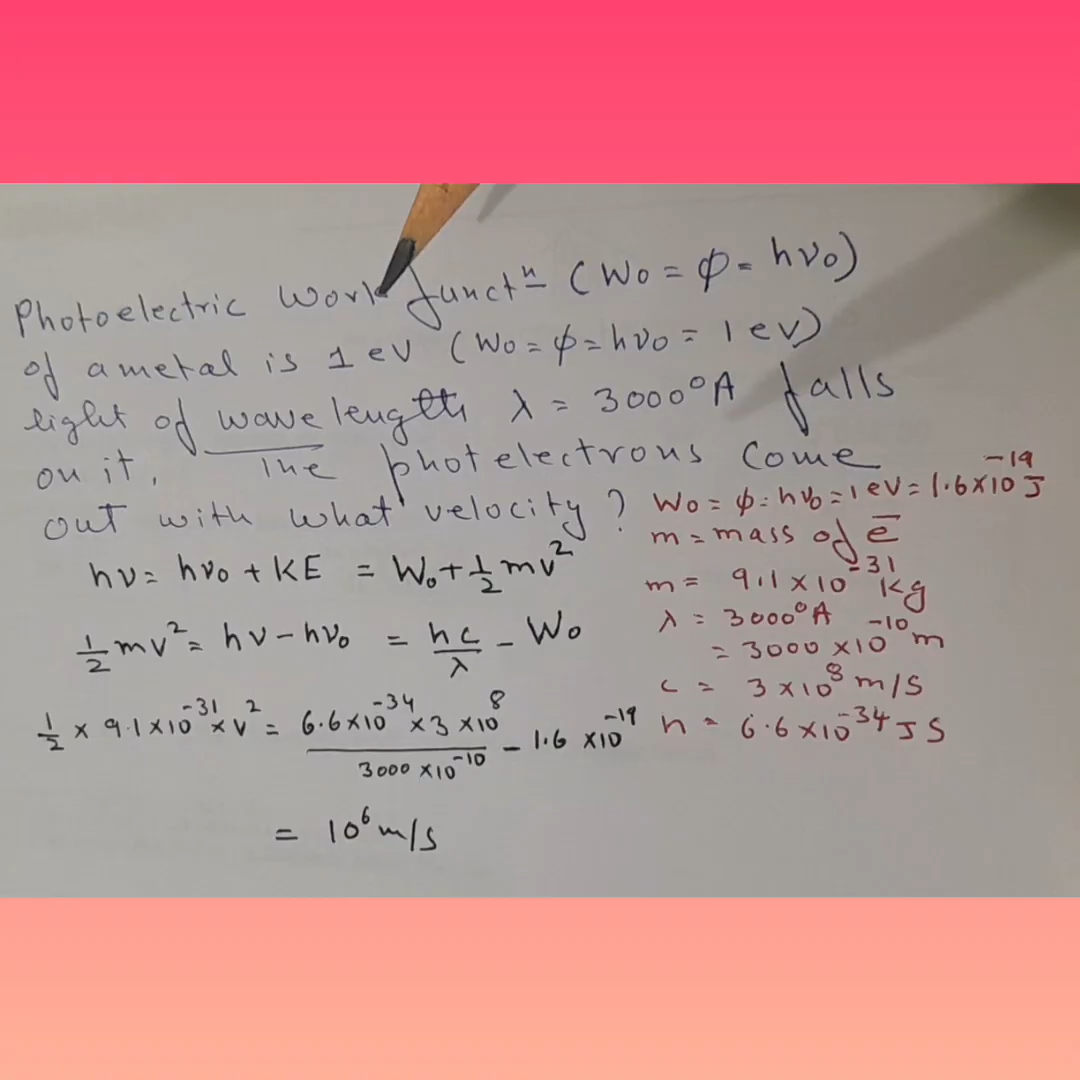 Photoelectric Work functⁿ (W₀ = ϕ = hν₀)
of a metal is 1 eV (W₀ = ϕ = hν₀ = 1 ev)
light of wavelength λ = 3000°A falls
on it, The photoelectrons come
out with what velocity?
hν = hν₀ + KE = W₀ + ½ mv²
½ mv² = hν - hν₀ = hc/λ - W₀
½ × 9.1×10⁻³¹ × v² = 6.6×10⁻³⁴ × 3×10⁸ / 3000×10⁻¹⁰ - 1.6×10⁻¹⁹
= 10⁶ m/s
W₀ = ϕ = hν₀ = 1 eV = 1.6×10⁻¹⁹ J
m = mass of e̅
m = 9.1×10⁻³¹ kg
λ = 3000°A
= 3000×10⁻¹⁰ m
c = 3×10⁸ m/s
h = 6.6×10⁻³⁴ JS